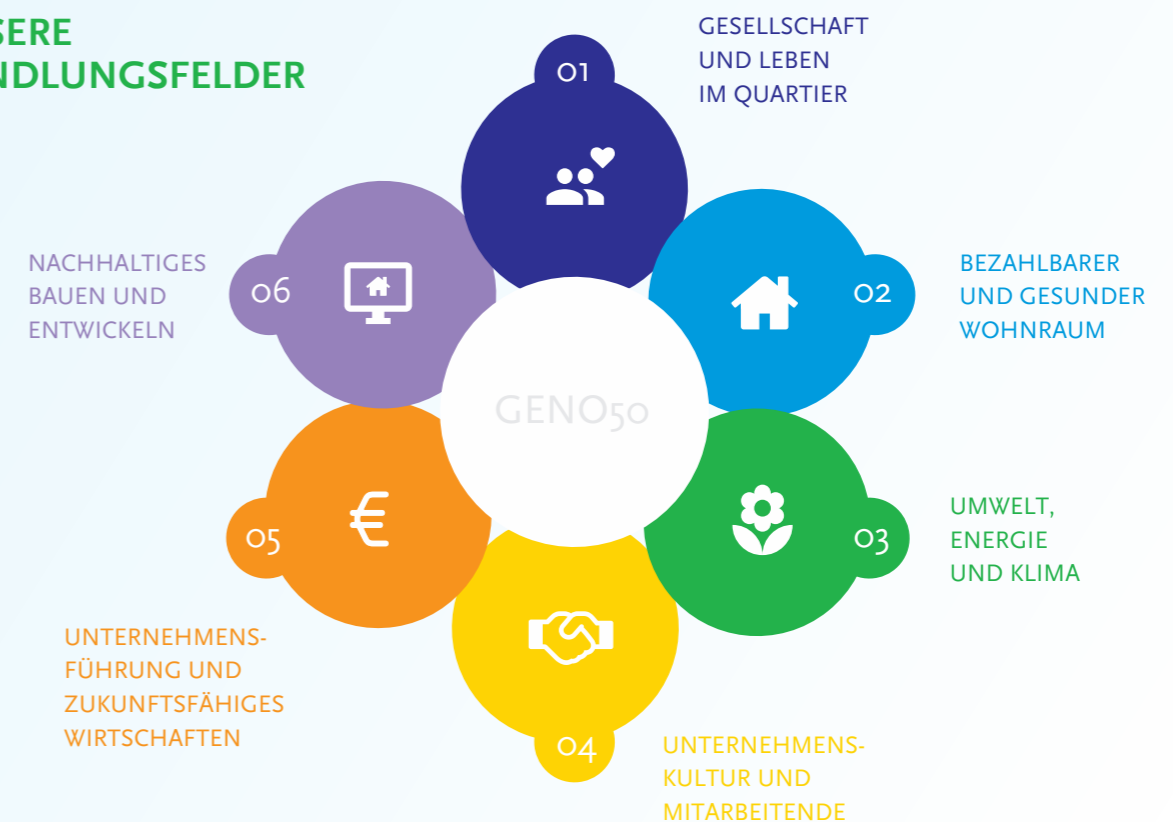 SERE
NDLUNGSFELDER
01
GESELLSCHAFT
UND LEBEN
IM QUARTIER
02
BEZAHLBARER
UND GESUNDER
WOHNRAUM
03
UMWELT,
ENERGIE
UND KLIMA
04
UNTERNEHMENS-
KULTUR UND
MITARBEITENDE
05
UNTERNEHMENS-
FÜHRUNG UND
ZUKUNFTSFÄHIGES
WIRTSCHAFTEN
06
NACHHALTIGES
BAUEN UND
ENTWICKELN
GENO50
€